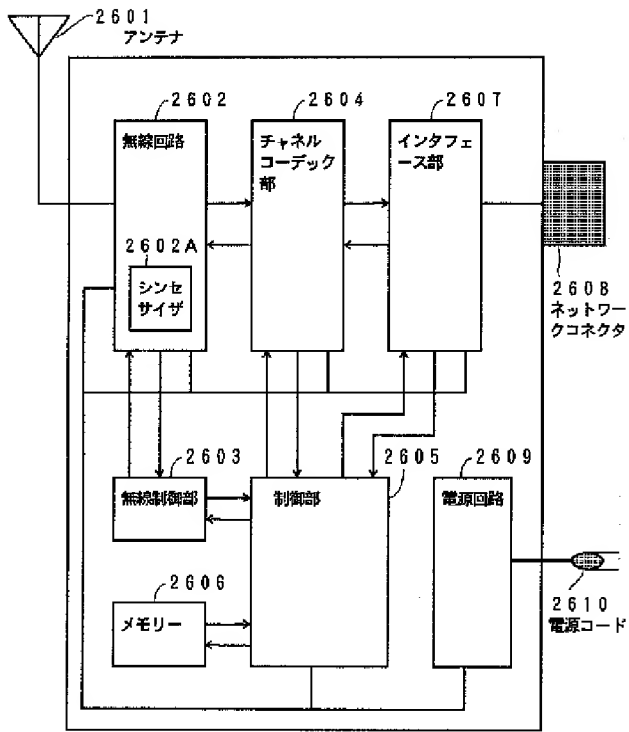 2601
アンテナ
2602
無線回路
2604
チャネル
コーデック
部
2607
インタフェ
ース部
2602A
シンセ
サイザ
2608
ネットワー
クコネクタ
2603
無線制御部
2605
制御部
2609
電源回路
2606
メモリー
2610
電源コード